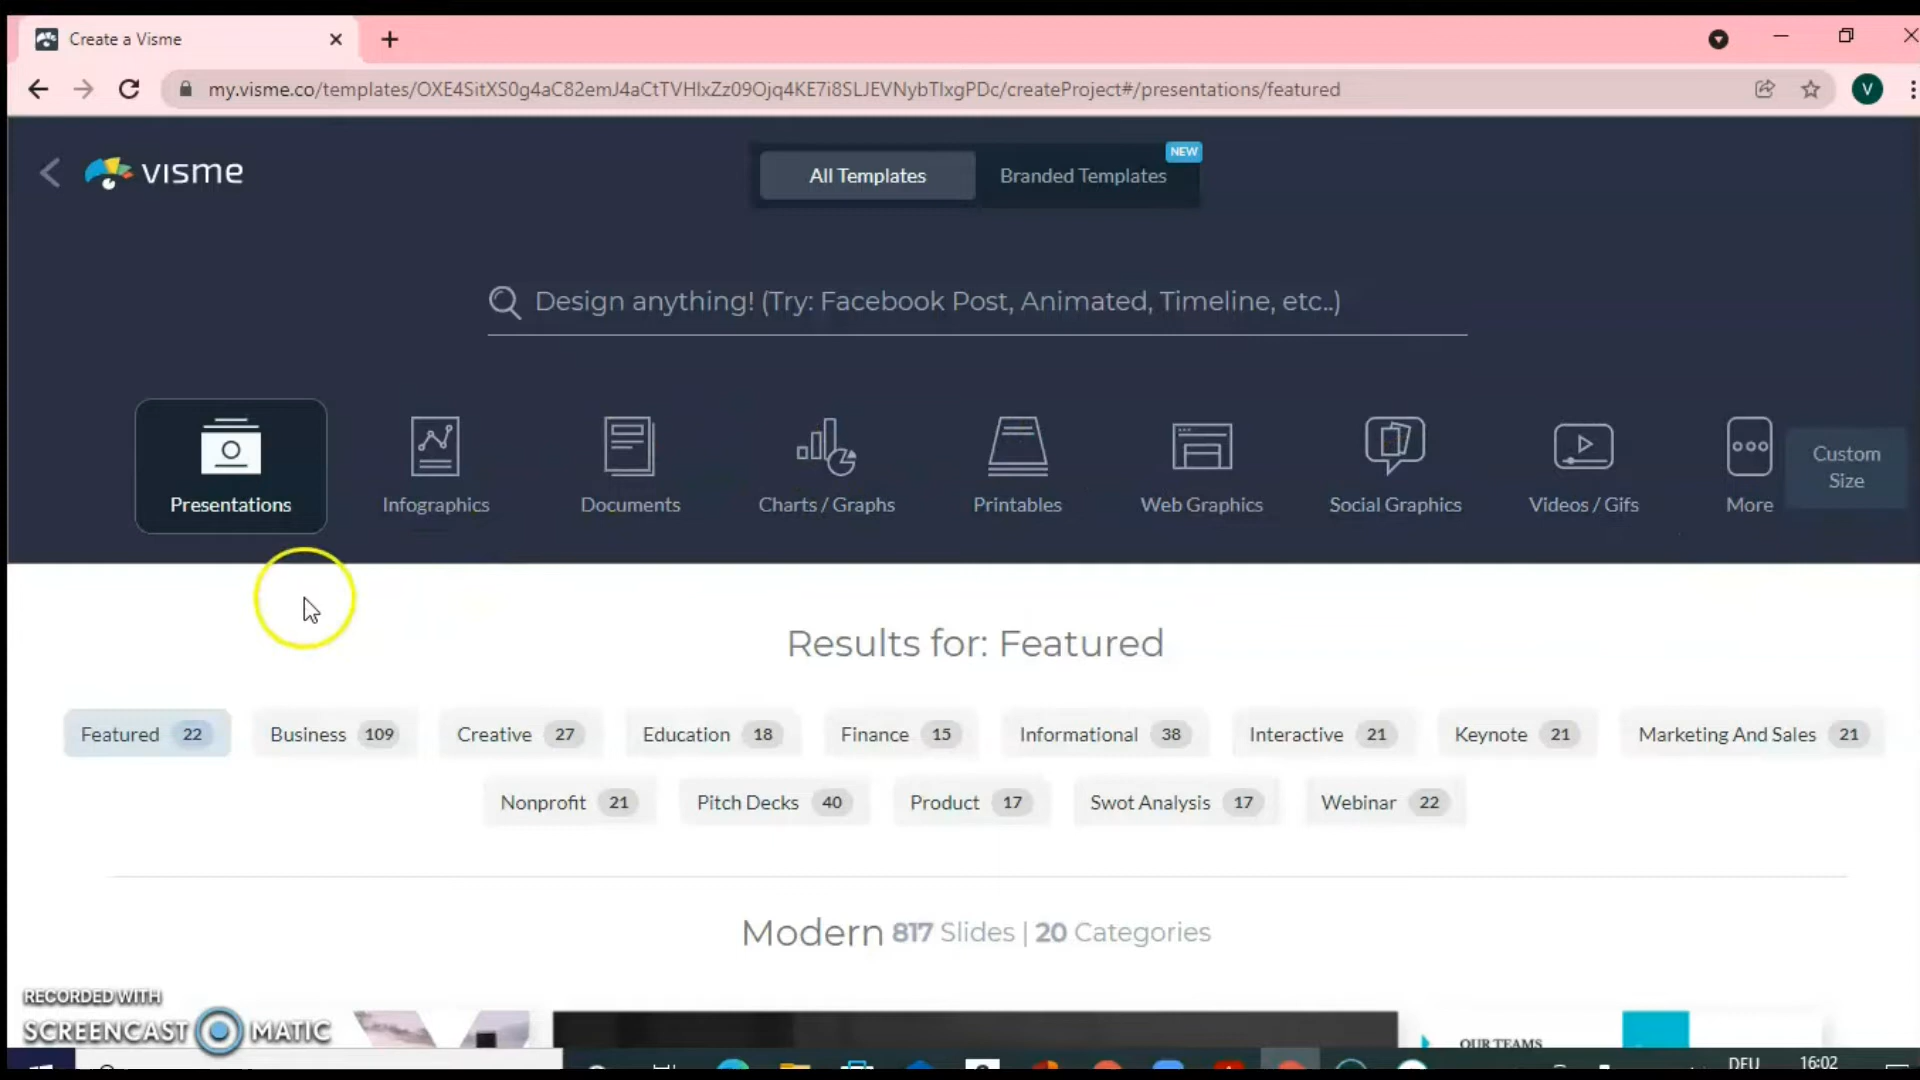 Create a Visme
my.visme.co/templates/OXE4SitXS0g4aC82emJ4aCtTVHIxZz09Ojq4KE7i8SLJEVNybTIxgPDc/createProject#/presentations/featured
V
visme
All Templates
Branded Templates
NEW
Design anything! (Try: Facebook Post, Animated, Timeline, etc..)
Presentations
Infographics
Documents
Charts / Graphs
Printables
Web Graphics
Social Graphics
Videos / Gifs
More
Custom
Size
Results for: Featured
Featured 22
Business 109
Creative 27
Education 18
Finance 15
Informational 38
Interactive 21
Keynote 21
Marketing And Sales 21
Nonprofit 21
Pitch Decks 40
Product 17
Swot Analysis 17
Webinar 22
Modern 817 Slides | 20 Categories
OUR TEAMS
RECORDED WITH
SCREENCAST MATIC
DEU
16:02